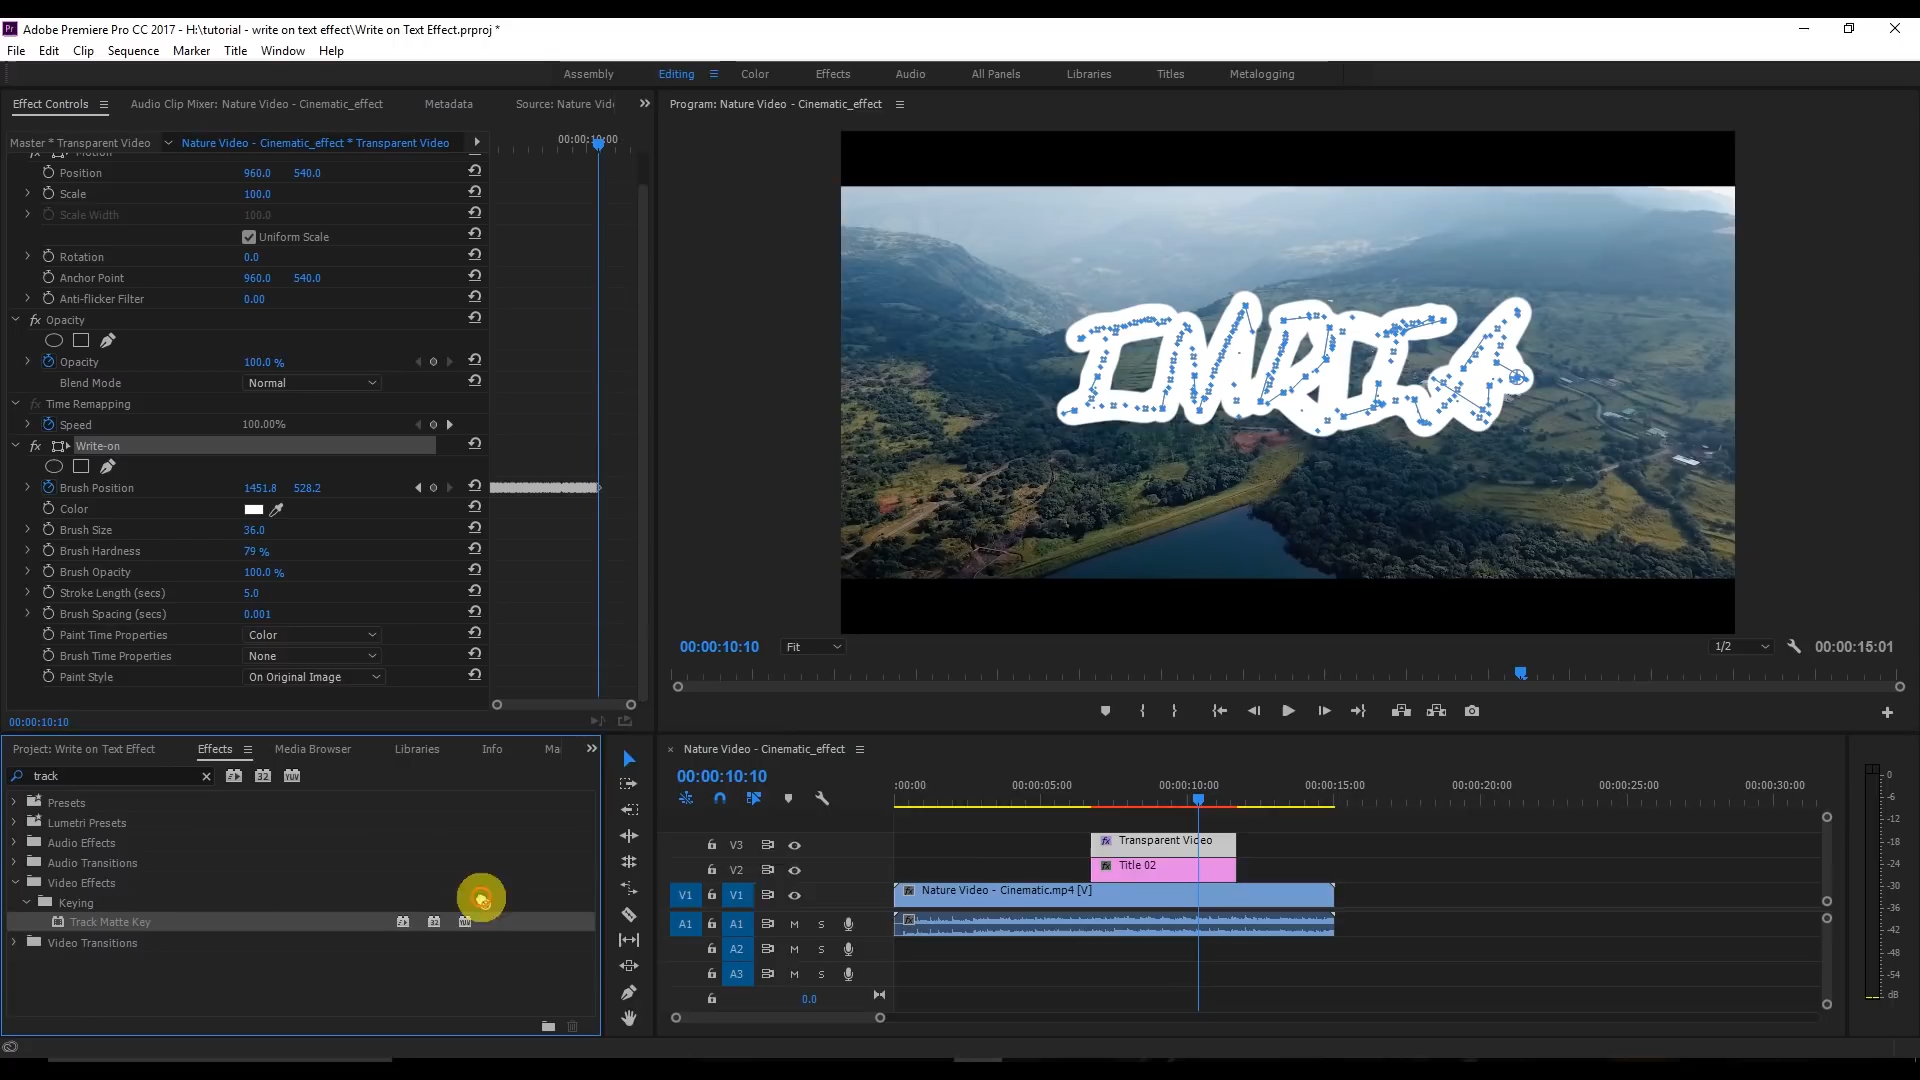 Adobe Premiere Pro CC 2017 - H:\tutorial - write on text effect\Write on Text Effect.prproj *
File Edit Clip Sequence Marker Title Window Help
Assembly Editing Color Effects Audio All Panels Libraries Titles Metalogging
Effect Controls Audio Clip Mixer: Nature Video - Cinematic_effect Metadata Source: Nature Vide
Program: Nature Video - Cinematic_effect
Master * Transparent Video Nature Video - Cinematic_effect * Transparent Video
00:00:10:00
Motion
Position 960.0 540.0
Scale 100.0
Scale Width 100.0
Uniform Scale
Rotation 0.0
Anchor Point 960.0 540.0
Anti-flicker Filter 0.00
fx Opacity
Opacity 100.0 %
Blend Mode Normal
fx Time Remapping
Speed 100.00%
fx Write-on
Brush Position 1451.8 528.2
Color
Brush Size 36.0
Brush Hardness 79 %
Brush Opacity 100.0 %
Stroke Length (secs) 5.0
Brush Spacing (secs) 0.001
Paint Time Properties Color
Brush Time Properties None
Paint Style On Original Image
00:00:10:10
00:00:10:10 Fit 1/2 00:00:15:01
Project: Write on Text Effect Effects Media Browser Libraries Info Ma
track 32 YUV
Presets
Lumetri Presets
Audio Effects
Audio Transitions
Video Effects
Keying
Track Matte Key 32 YUV
Video Transitions
× Nature Video - Cinematic_effect
00:00:10:10
:00:00 00:00:05:00 00:00:10:00 00:00:15:00 00:00:20:00 00:00:25:00 00:00:30:00
V3 fx Transparent Video
V2 fx Title 02
V1 V1 fx Nature Video - Cinematic.mp4 [V]
A1 A1 M S fx
A2 M S
A3 M S
0.0
0
-6
-12
-18
-24
-30
-36
-42
-48
-54
dB